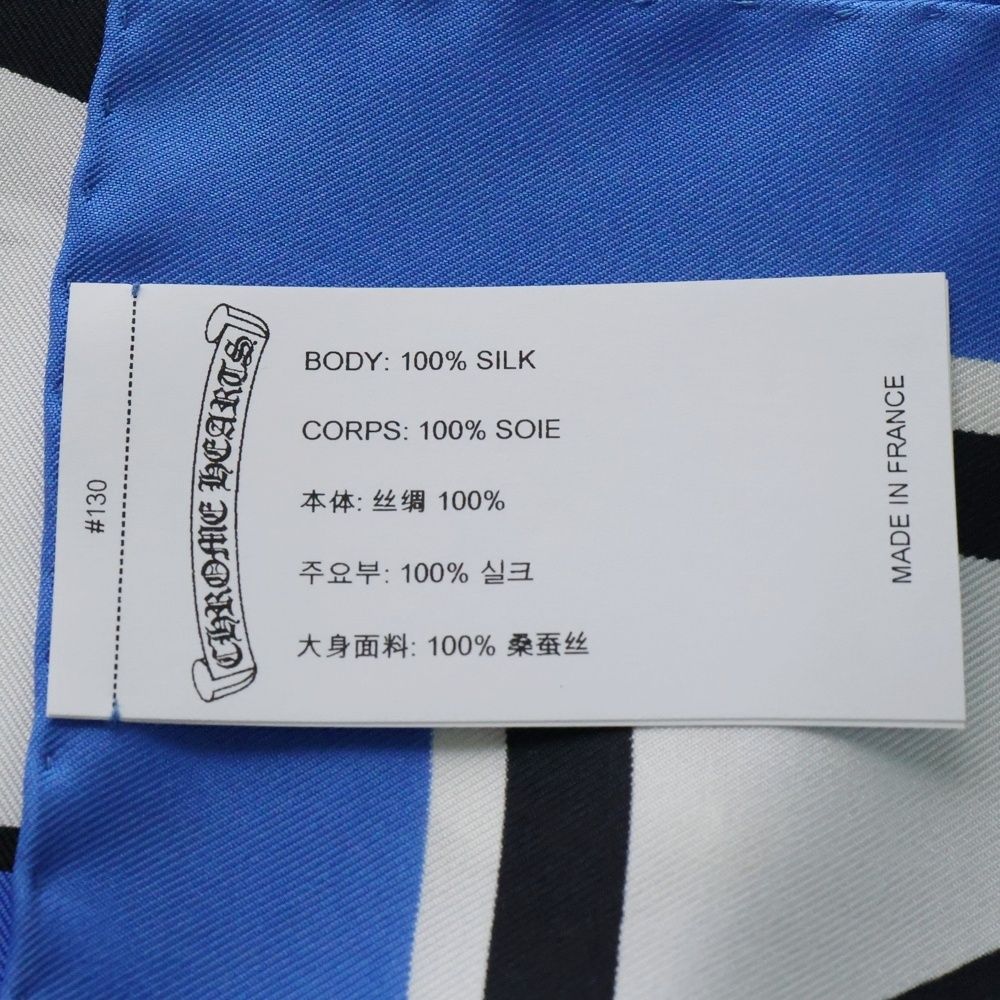 #130
CHROME HEARTS
BODY: 100% SILK
CORPS: 100% SOIE
本体: 丝绸 100%
주요부: 100% 실크
大身面料: 100% 桑蚕丝
MADE IN FRANCE